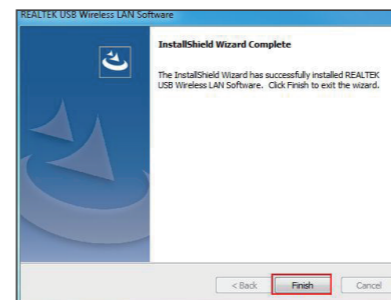 REALTEK USB Wireless LAN Software
InstallShield Wizard Complete
The InstallShield Wizard has successfully installed REALTEK
USB Wireless LAN Software. Click Finish to exit the wizard.
< Back
Finish
Cancel